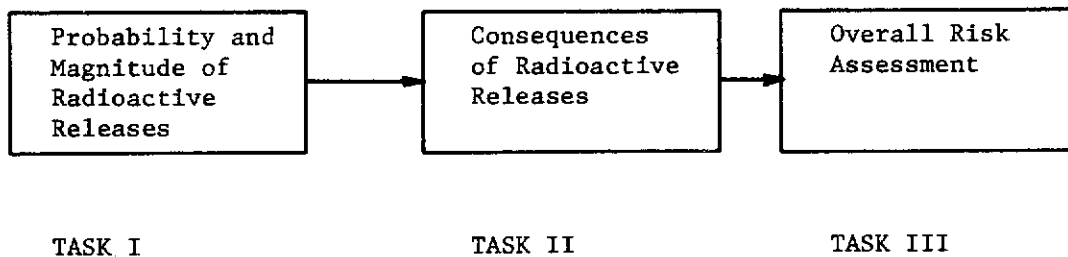 Probability and
Magnitude of
Radioactive
Releases
Consequences
of Radioactive
Releases
Overall Risk
Assessment
TASK I
TASK II
TASK III